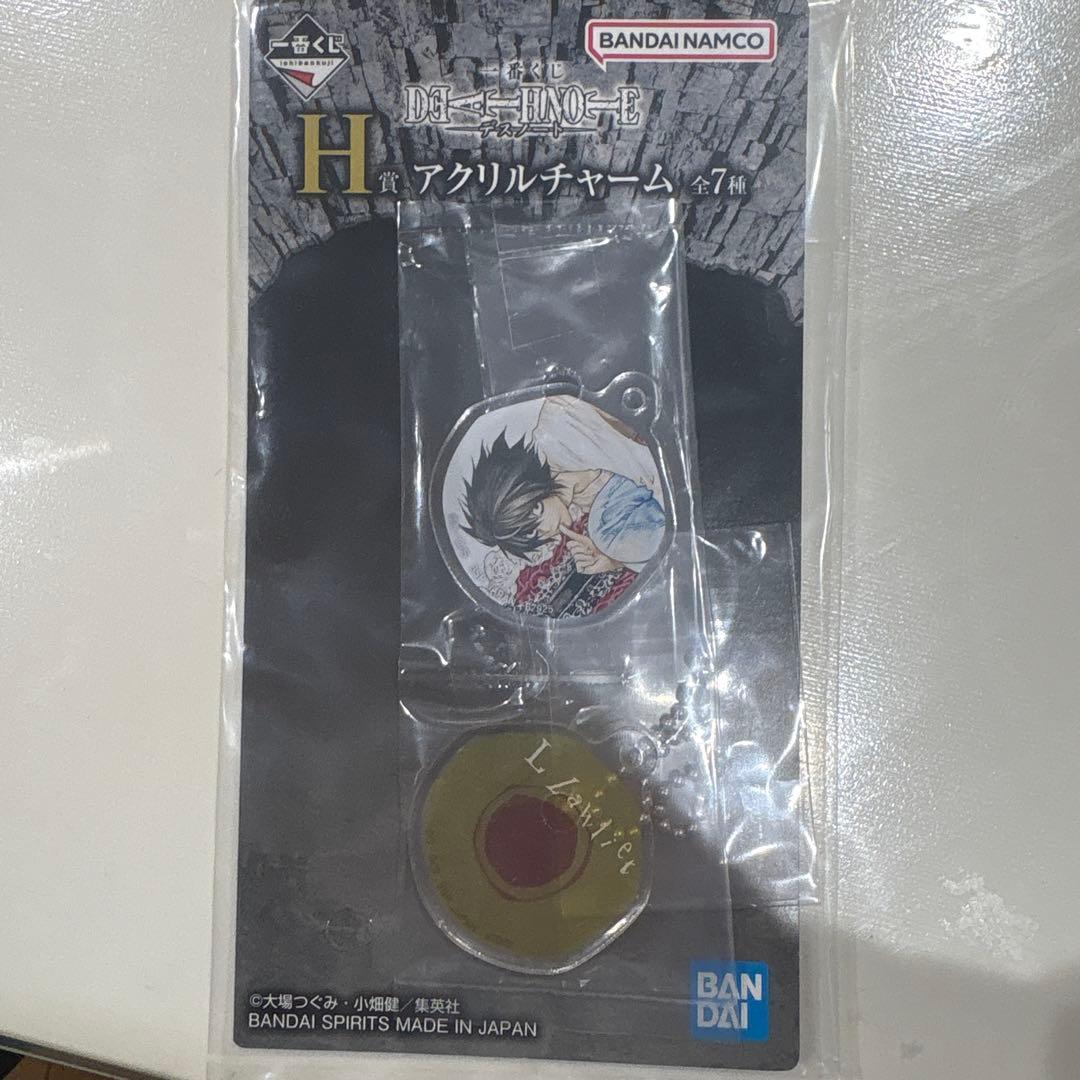 一番くじ
ichibankuji
BANDAI NAMCO
一番くじ
DEATH NOTE
デスノート
H賞 アクリルチャーム 全7種
L Lawliet
©大場つぐみ・小畑健/集英社
BANDAI SPIRITS MADE IN JAPAN
BAN
DAI